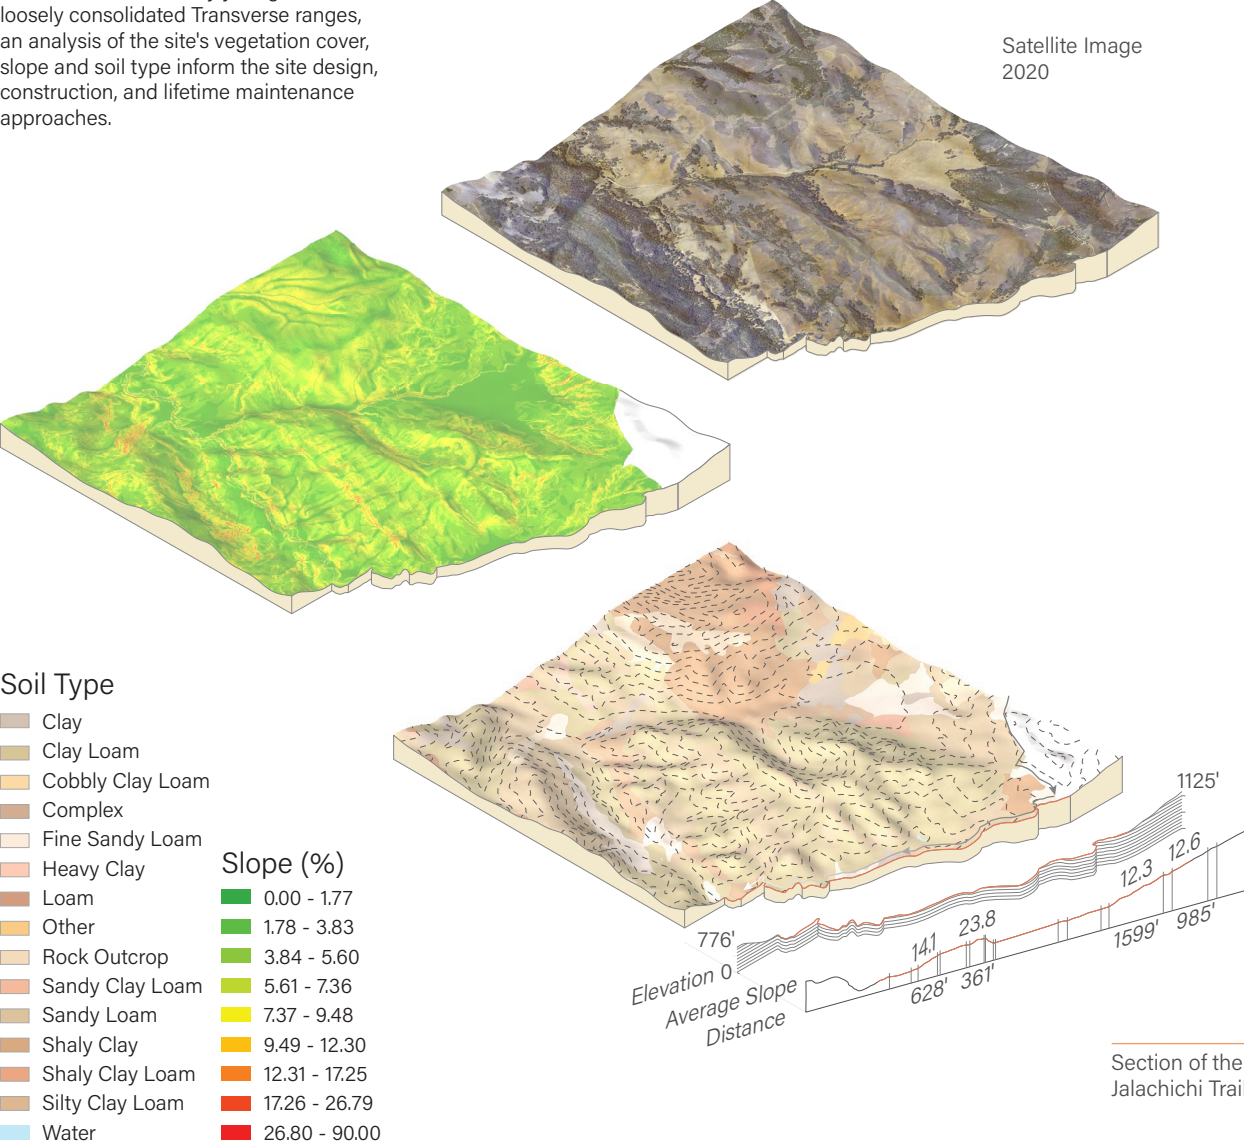 loosely consolidated Transverse ranges,
an analysis of the site's vegetation cover,
slope and soil type inform the site design,
construction, and lifetime maintenance
approaches.
Satellite Image
2020
Soil Type
Clay
Clay Loam
Cobbly Clay Loam
Complex
Fine Sandy Loam
Heavy Clay
Loam
Other
Rock Outcrop
Sandy Clay Loam
Sandy Loam
Shaly Clay
Shaly Clay Loam
Silty Clay Loam
Water
Slope (%)
0.00 - 1.77
1.78 - 3.83
3.84 - 5.60
5.61 - 7.36
7.37 - 9.48
9.49 - 12.30
12.31 - 17.25
17.26 - 26.79
26.80 - 90.00
1125'
776'
Elevation 0
Average Slope
14.1
23.8
12.3
12.6
Distance
628'
361'
1599'
985'
Section of the
Jalachichi Trail